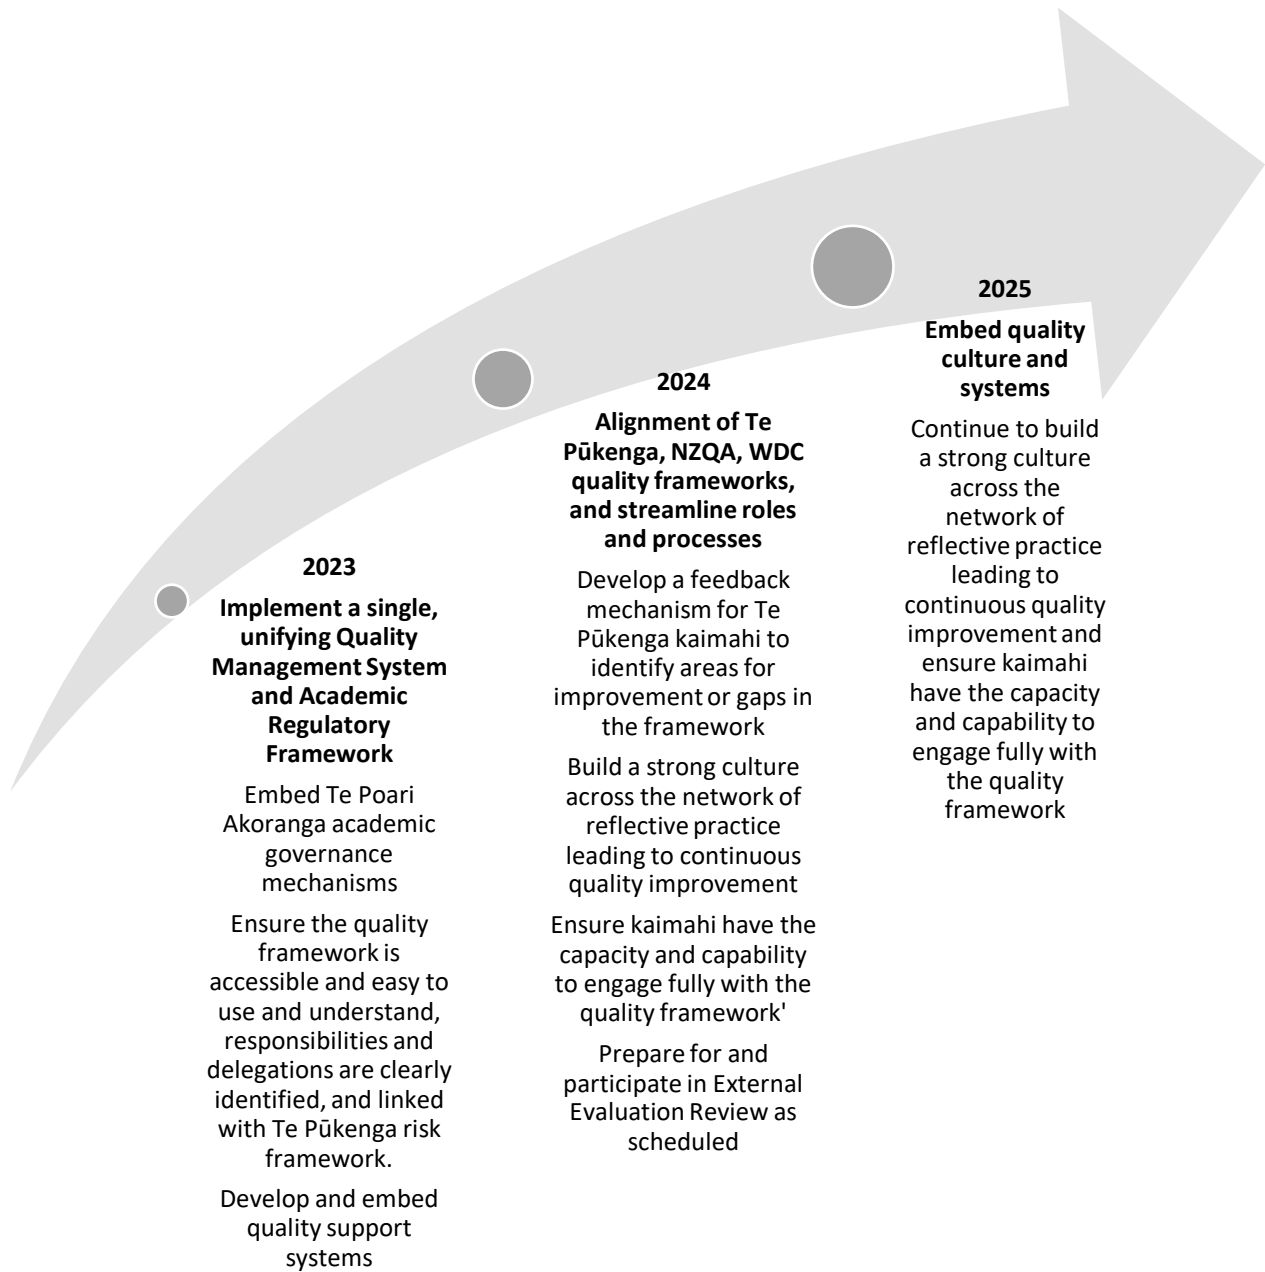 2023
Implement a single,
unifying Quality
Management System
and Academic
Regulatory
Framework
Embed Te Poari
Akoranga academic
governance
mechanisms
Ensure the quality
framework is
accessible and easy to
use and understand,
responsibilities and
delegations are clearly
identified, and linked
with Te Pūkenga risk
framework.
Develop and embed
quality support
systems
2024
Alignment of Te
Pūkenga, NZQA, WDC
quality frameworks,
and streamline roles
and processes
Develop a feedback
mechanism for Te
Pūkenga kaimahi to
identify areas for
improvement or gaps in
the framework
Build a strong culture
across the network of
reflective practice
leading to continuous
quality improvement
Ensure kaimahi have the
capacity and capability
to engage fully with the
quality framework'
Prepare for and
participate in External
Evaluation Review as
scheduled
2025
Embed quality
culture and
systems
Continue to build
a strong culture
across the
network of
reflective practice
leading to
continuous quality
improvement and
ensure kaimahi
have the capacity
and capability to
engage fully with
the quality
framework